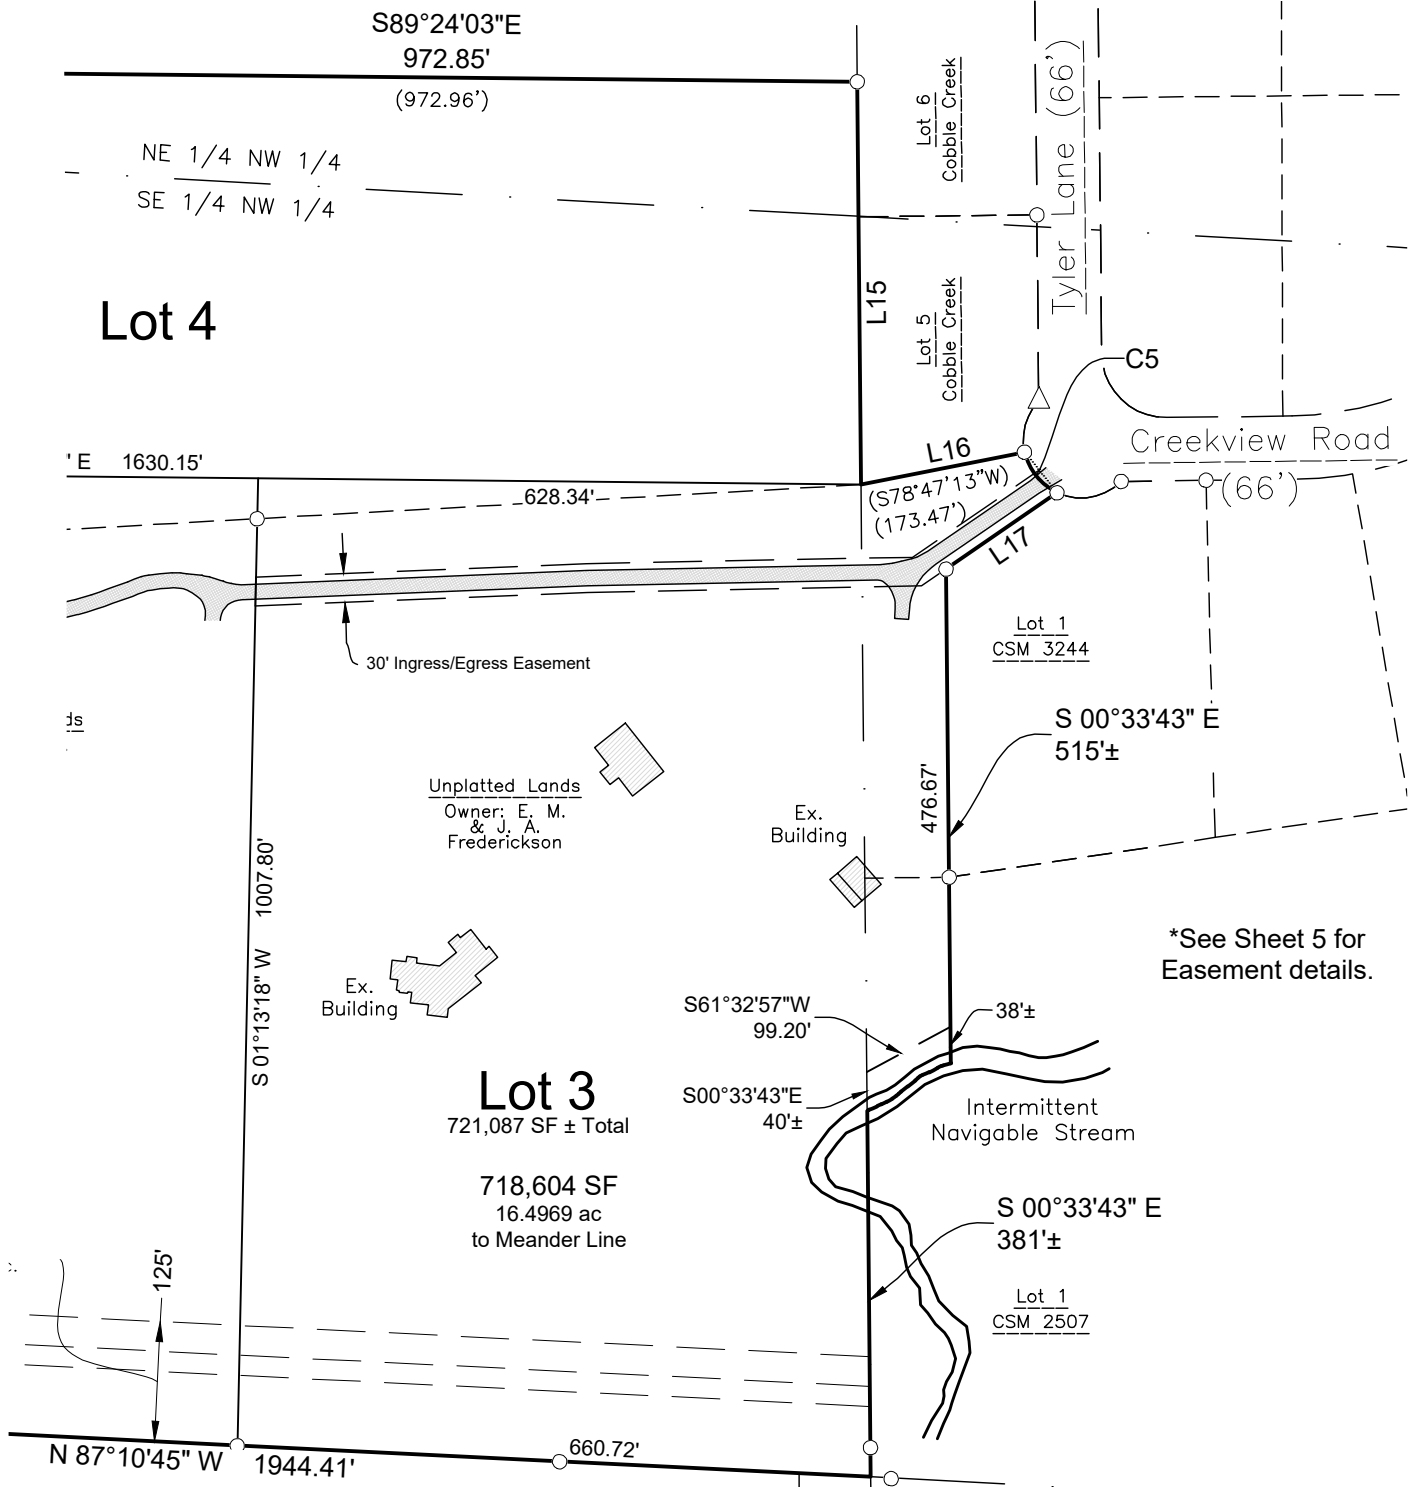 S89°24'03"E
972.85'
(972.96')
NE 1/4 NW 1/4
SE 1/4 NW 1/4
Lot 4
Lot 6
Cobble Creek
Tyler Lane (66')
L15
Lot 5
Cobble Creek
C5
Creekview Road
(66')
L16
(S78°47'13"W)
(173.47')
L17
' E 1630.15'
628.34'
30' Ingress/Egress Easement
Lot 1
CSM 3244
ds
S 00°33'43" E
515'±
476.67'
Unplatted Lands
Owner: E. M.
& J. A.
Frederickson
Ex.
Building
S 01°13'18" W 1007.80'
*See Sheet 5 for
Easement details.
Ex.
Building
S61°32'57"W
99.20'
38'±
Lot 3
721,087 SF ± Total
S00°33'43"E
40'±
Intermittent
Navigable Stream
718,604 SF
16.4969 ac
to Meander Line
S 00°33'43" E
381'±
125'
c.
Lot 1
CSM 2507
N 87°10'45" W 1944.41'
660.72'